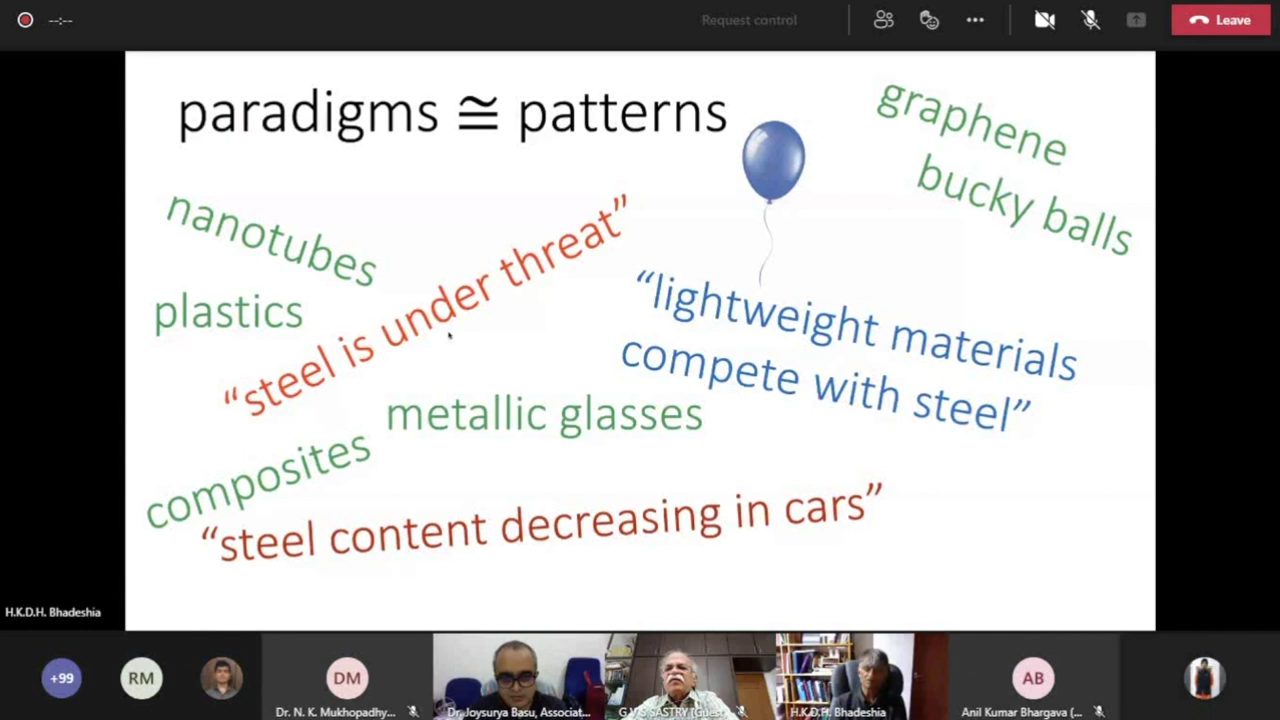 --:--
Request control
Leave
paradigms ≅ patterns
graphene
bucky balls
nanotubes
plastics
“steel is under threat”
“lightweight materials
compete with steel”
metallic glasses
composites
“steel content decreasing in cars”
H.K.D.H. Bhadeshia
+99
RM
DM
Dr. N. K. Mukhopadhy...
Dr. Joysurya Basu, Associat...
G V S SASTRY (Guest)
H.K.D.H. Bhadeshia
AB
Anil Kumar Bhargava (...